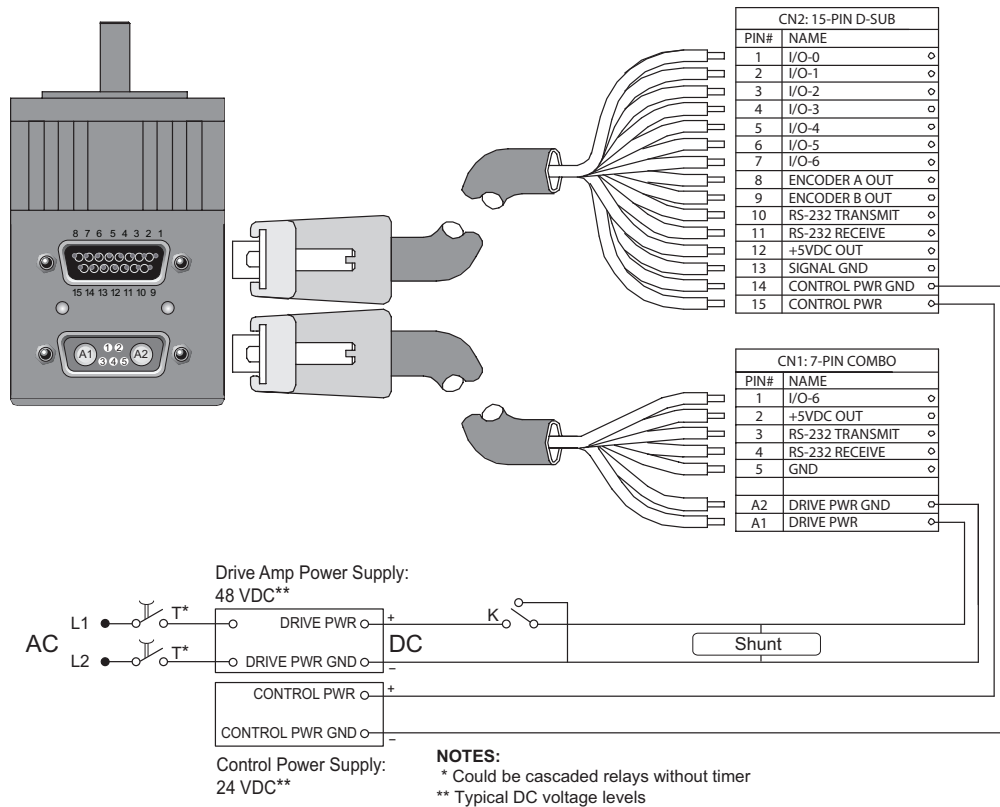 CN2: 15-PIN D-SUB
PIN# NAME
1 I/O-0
2 I/O-1
3 I/O-2
4 I/O-3
5 I/O-4
6 I/O-5
7 I/O-6
8 ENCODER A OUT
9 ENCODER B OUT
10 RS-232 TRANSMIT
11 RS-232 RECEIVE
12 +5VDC OUT
13 SIGNAL GND
14 CONTROL PWR GND
15 CONTROL PWR
8 7 6 5 4 3 2 1
15 14 13 12 11 10 9
A1 1 2 A2
3 4 5
CN1: 7-PIN COMBO
PIN# NAME
1 I/O-6
2 +5VDC OUT
3 RS-232 TRANSMIT
4 RS-232 RECEIVE
5 GND
A2 DRIVE PWR GND
A1 DRIVE PWR
Drive Amp Power Supply:
48 VDC**
AC
L1 T*
L2 T*
DRIVE PWR +
DRIVE PWR GND –
DC
K
Shunt
CONTROL PWR +
CONTROL PWR GND –
Control Power Supply:
24 VDC**
NOTES:
* Could be cascaded relays without timer
** Typical DC voltage levels